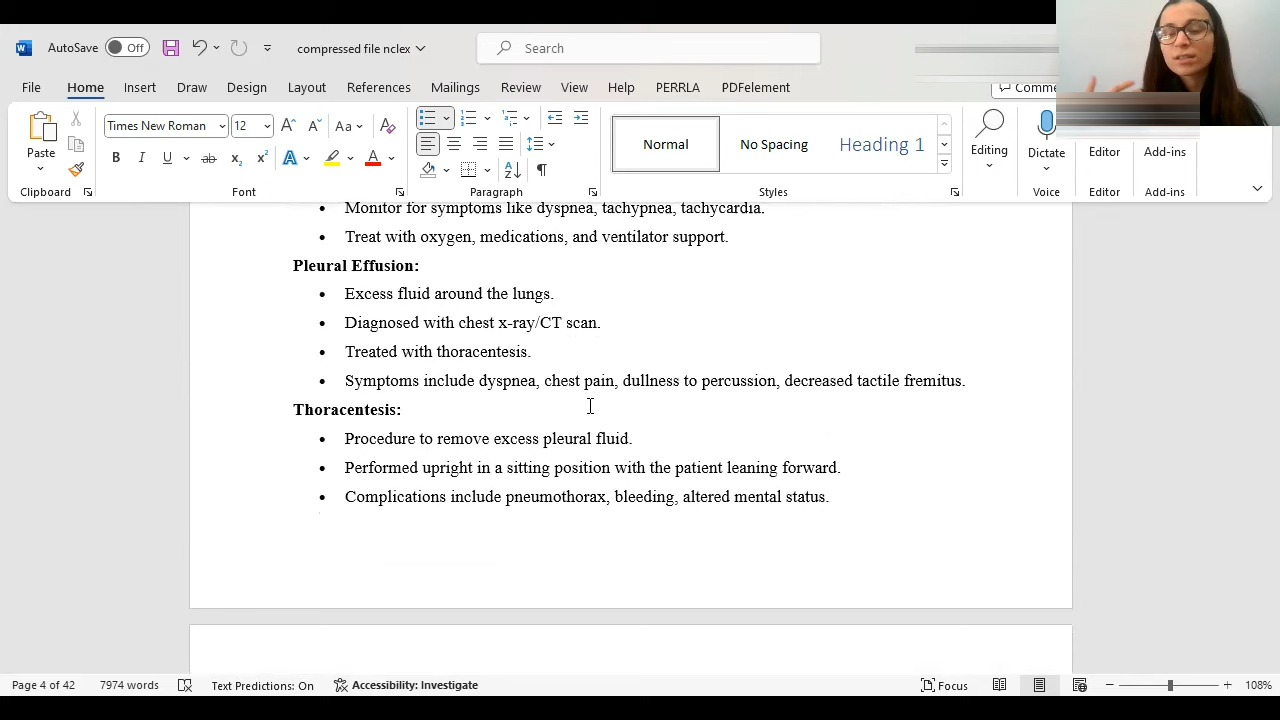 AutoSave Off compressed file nclex Search
File Home Insert Draw Design Layout References Mailings Review View Help PERRLA PDFelement
Times New Roman 12
Paste
Normal No Spacing Heading 1
Editing Dictate Editor Add-ins
Clipboard Font Paragraph Styles Voice Editor Add-ins
• Monitor for symptoms like dyspnea, tachypnea, tachycardia.
• Treat with oxygen, medications, and ventilator support.
Pleural Effusion:
• Excess fluid around the lungs.
• Diagnosed with chest x-ray/CT scan.
• Treated with thoracentesis.
• Symptoms include dyspnea, chest pain, dullness to percussion, decreased tactile fremitus.
Thoracentesis:
• Procedure to remove excess pleural fluid.
• Performed upright in a sitting position with the patient leaning forward.
• Complications include pneumothorax, bleeding, altered mental status.
Page 4 of 42 7974 words Text Predictions: On Accessibility: Investigate Focus 108%